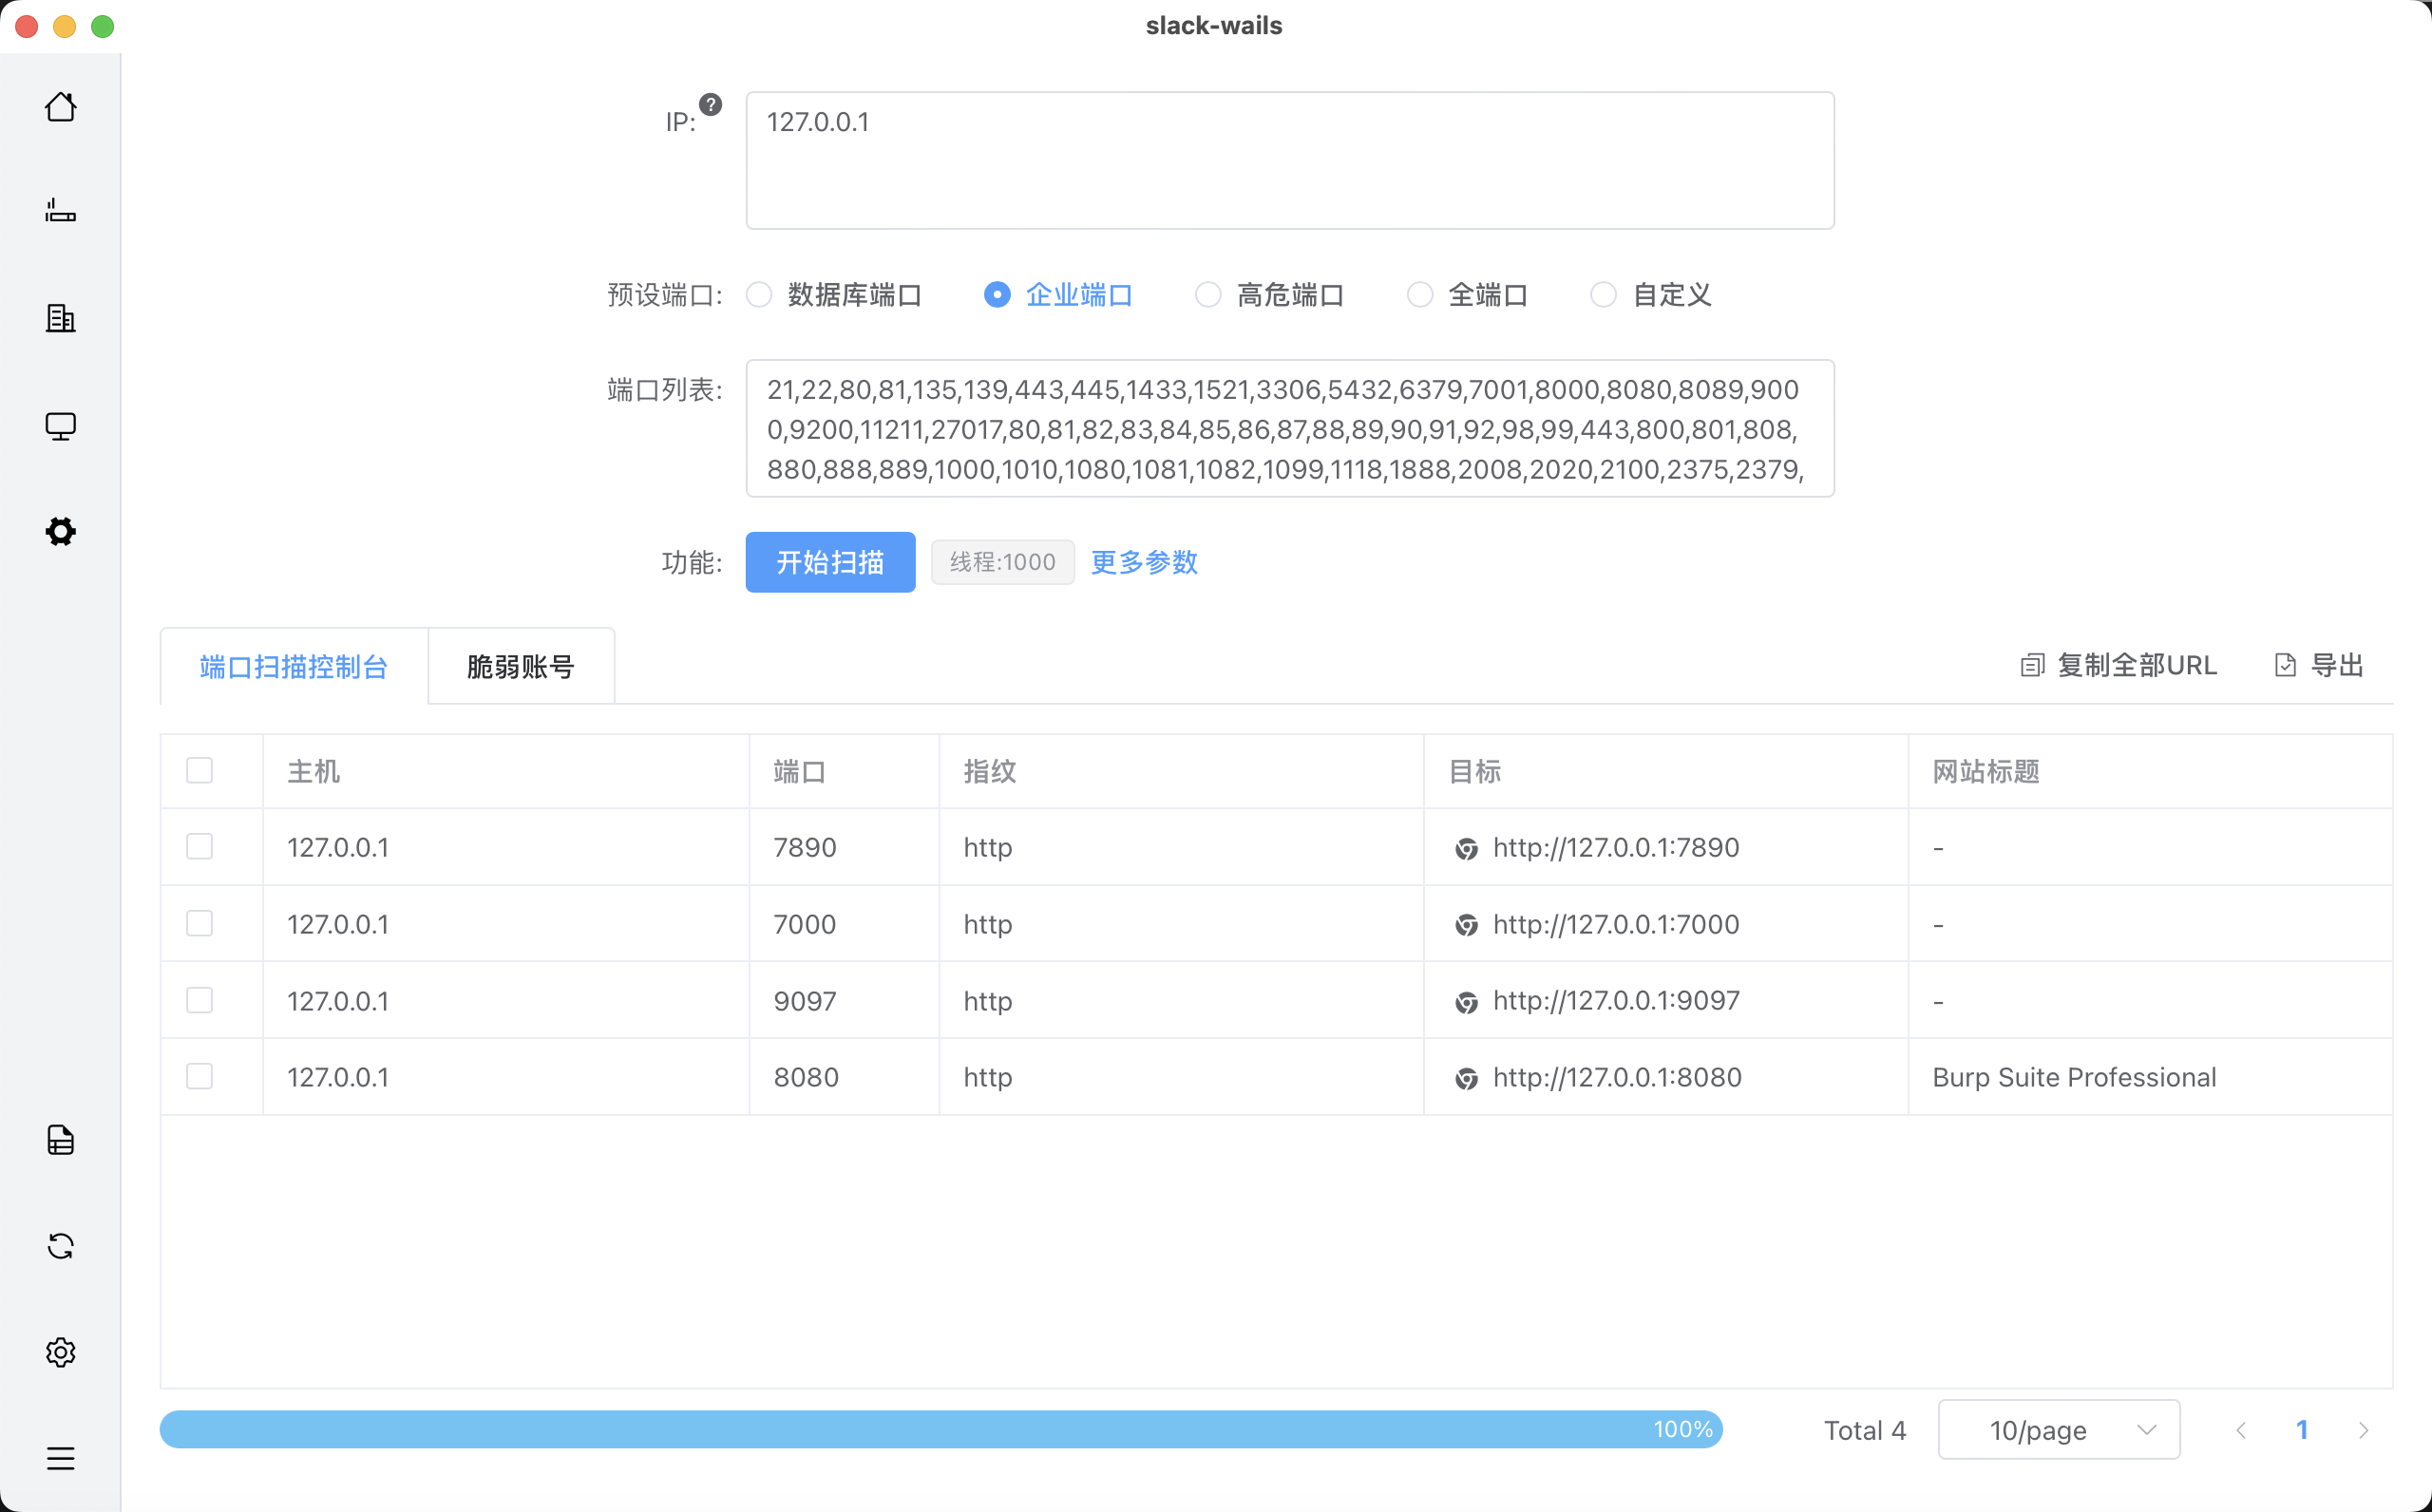 slack-wails
IP: ?
127.0.0.1
预设端口: 数据库端口 企业端口 高危端口 全端口 自定义
端口列表:
21,22,80,81,135,139,443,445,1433,1521,3306,5432,6379,7001,8000,8080,8089,900
0,9200,11211,27017,80,81,82,83,84,85,86,87,88,89,90,91,92,98,99,443,800,801,808,
880,888,889,1000,1010,1080,1081,1082,1099,1118,1888,2008,2020,2100,2375,2379,
功能: 开始扫描 线程:1000 更多参数
端口扫描控制台 脆弱账号 复制全部URL 导出
主机 端口 指纹 目标 网站标题
127.0.0.1 7890 http http://127.0.0.1:7890 -
127.0.0.1 7000 http http://127.0.0.1:7000 -
127.0.0.1 9097 http http://127.0.0.1:9097 -
127.0.0.1 8080 http http://127.0.0.1:8080 Burp Suite Professional
100% Total 4 10/page 1